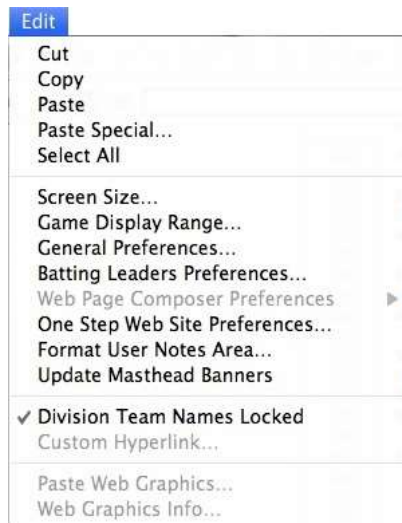 Edit
Cut
Copy
Paste
Paste Special...
Select All
Screen Size...
Game Display Range...
General Preferences...
Batting Leaders Preferences...
Web Page Composer Preferences
One Step Web Site Preferences...
Format User Notes Area...
Update Masthead Banners
✓ Division Team Names Locked
Custom Hyperlink...
Paste Web Graphics...
Web Graphics Info...